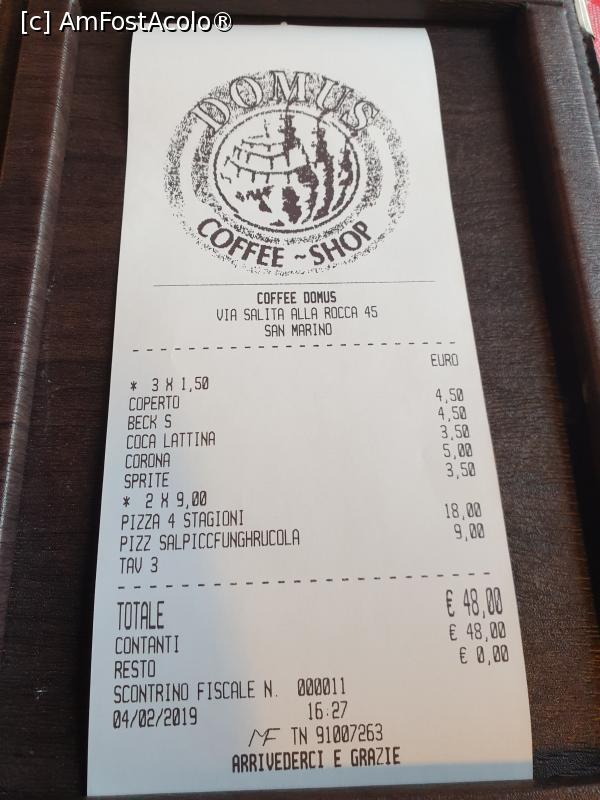 [c] AmFostAcolo®
DOMUS
COFFEE ~ SHOP
COFFEE DOMUS
VIA SALITA ALLA ROCCA 45
SAN MARINO
EURO
* 3 X 1,50
COPERTO 4,50
BECK S 4,50
COCA LATTINA 3,50
CORONA 5,00
SPRITE 3,50
* 2 X 9,00
PIZZA 4 STAGIONI 18,00
PIZZ SALPICCFUNGHRUCOLA 9,00
TAV 3
TOTALE € 48,00
CONTANTI € 48,00
RESTO € 0,00
SCONTRINO FISCALE N. 000011
04/02/2019 16:27
MF TN 91007263
ARRIVEDERCI E GRAZIE